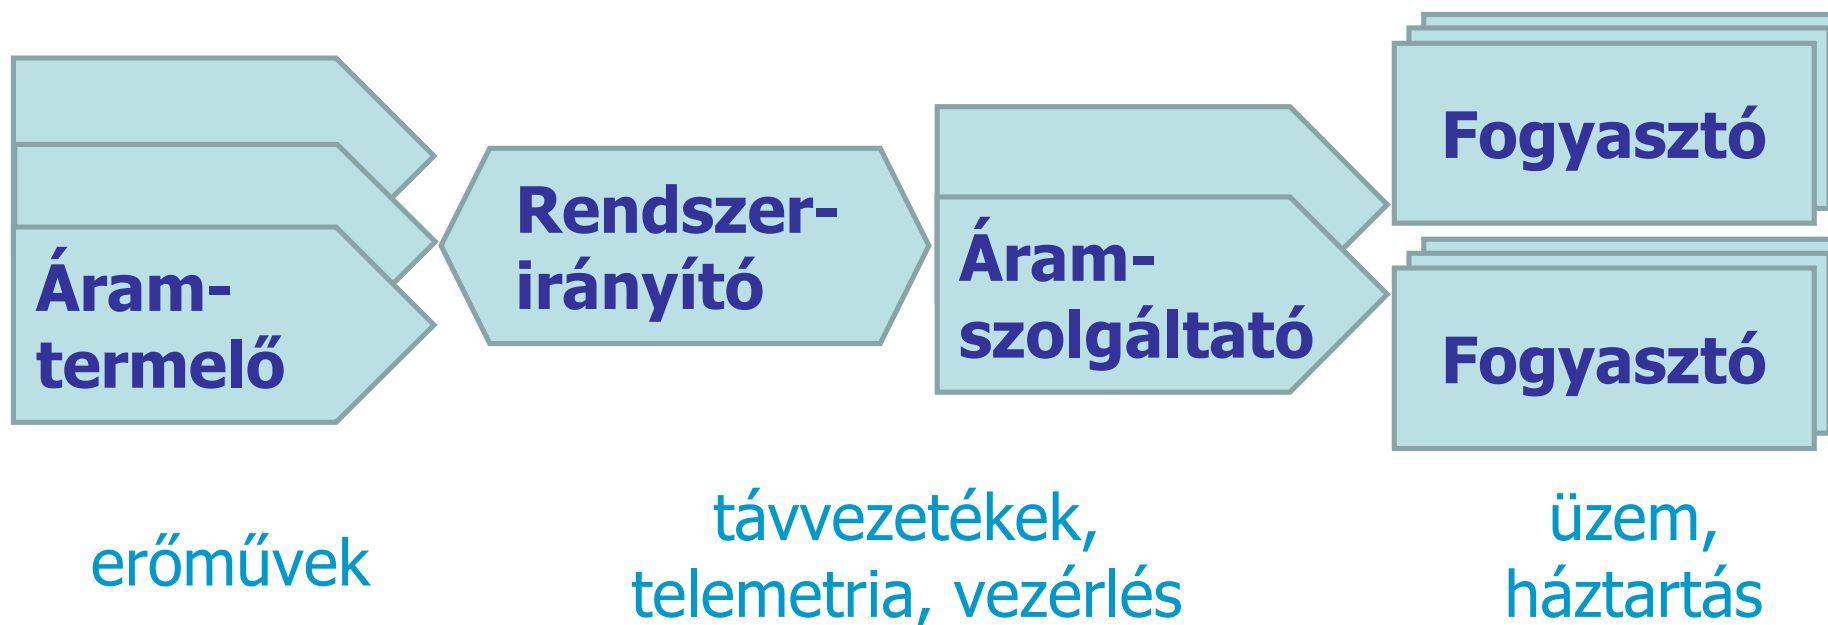 Áram-
termelő
Rendszer-
irányító
Áram-
szolgáltató
Fogyasztó
Fogyasztó
erőművek
távvezetékek,
telemetria, vezérlés
üzem,
háztartás